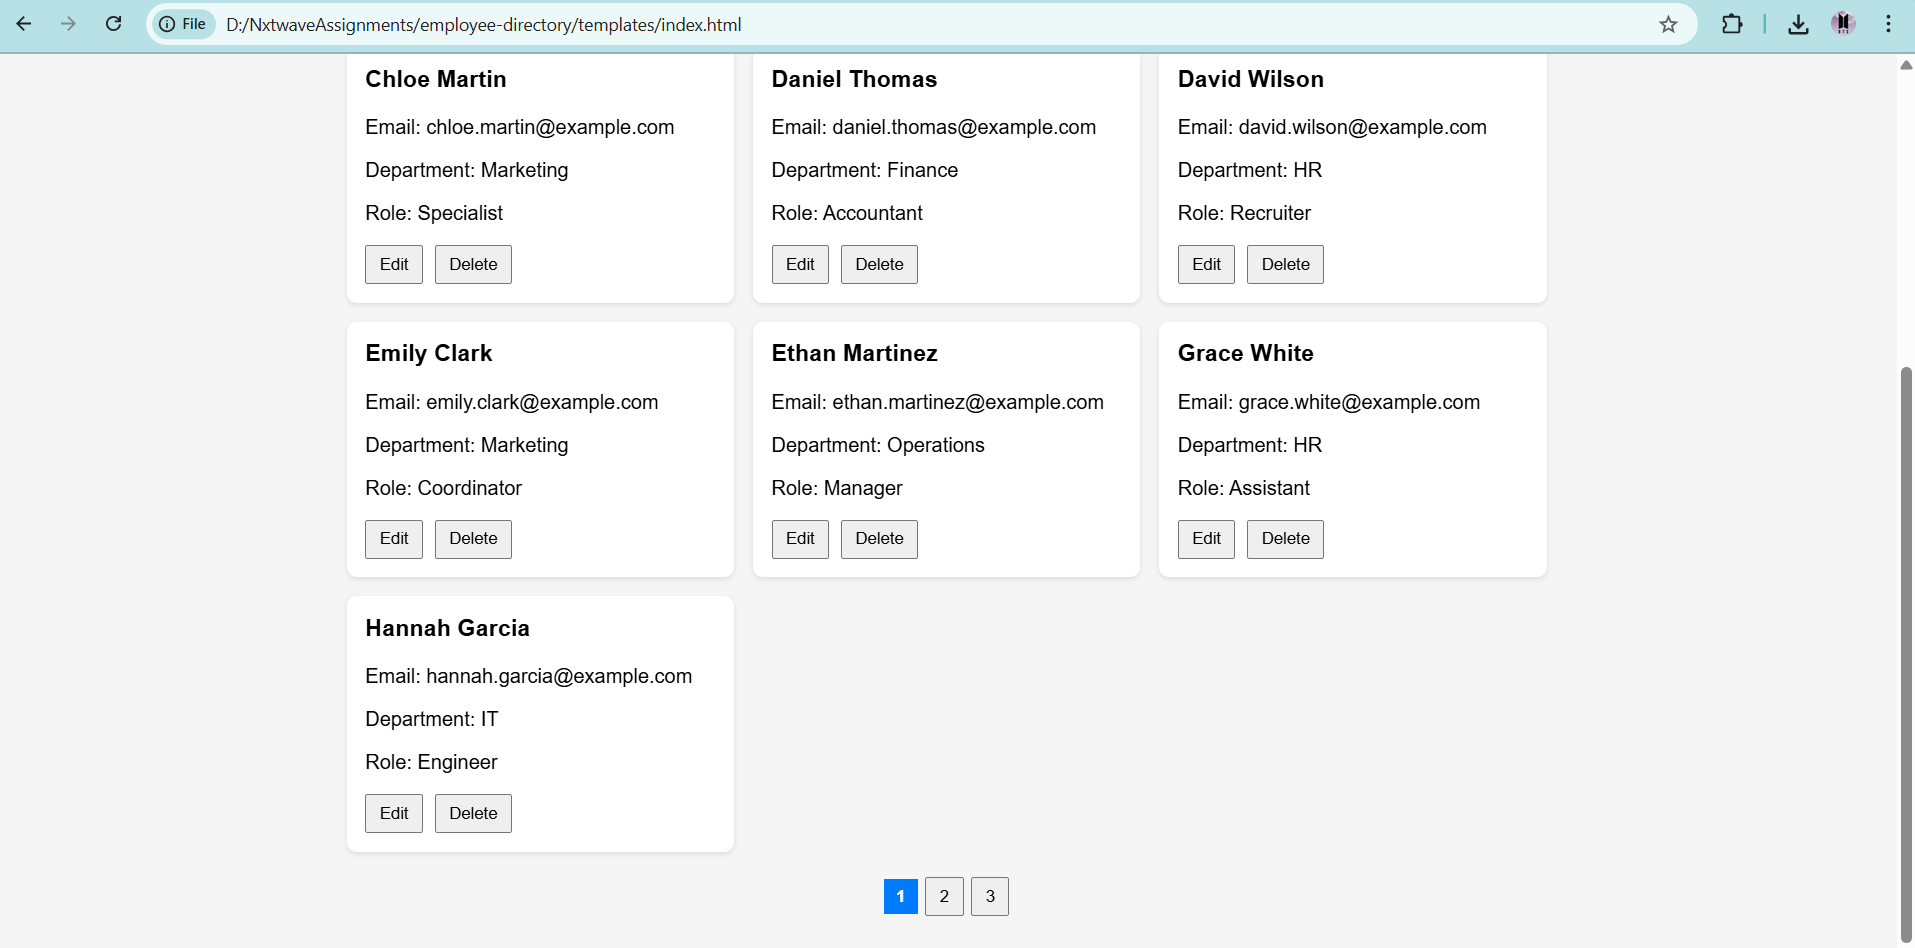 File D:/NxtwaveAssignments/employee-directory/templates/index.html
Chloe Martin
Email: chloe.martin@example.com
Department: Marketing
Role: Specialist
Edit Delete
Daniel Thomas
Email: daniel.thomas@example.com
Department: Finance
Role: Accountant
Edit Delete
David Wilson
Email: david.wilson@example.com
Department: HR
Role: Recruiter
Edit Delete
Emily Clark
Email: emily.clark@example.com
Department: Marketing
Role: Coordinator
Edit Delete
Ethan Martinez
Email: ethan.martinez@example.com
Department: Operations
Role: Manager
Edit Delete
Grace White
Email: grace.white@example.com
Department: HR
Role: Assistant
Edit Delete
Hannah Garcia
Email: hannah.garcia@example.com
Department: IT
Role: Engineer
Edit Delete
1 2 3